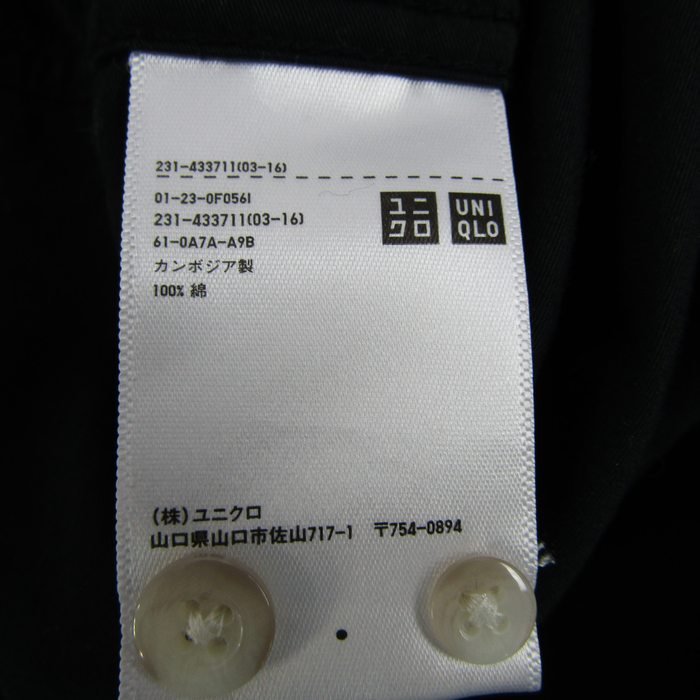 231-433711(03-16)
01-23-0F056I
231-433711(03-16)
61-0A7A-A9B
カンボジア製
100% 綿
ユニ
クロ
UNI
QLO
(株)ユニクロ
山口県山口市佐山717-1 〒754-0894